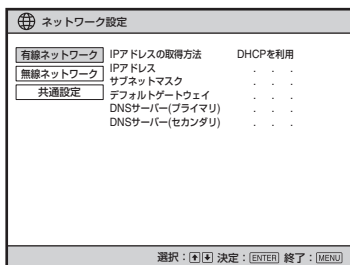 ネットワーク設定
有線ネットワーク
無線ネットワーク
共通設定
IPアドレスの取得方法 DHCPを利用
IPアドレス . . .
サブネットマスク . . .
デフォルトゲートウェイ . . .
DNSサーバー(プライマリ) . . .
DNSサーバー(セカンダリ) . . .
選択:↑↓ 決定:ENTER 終了:MENU